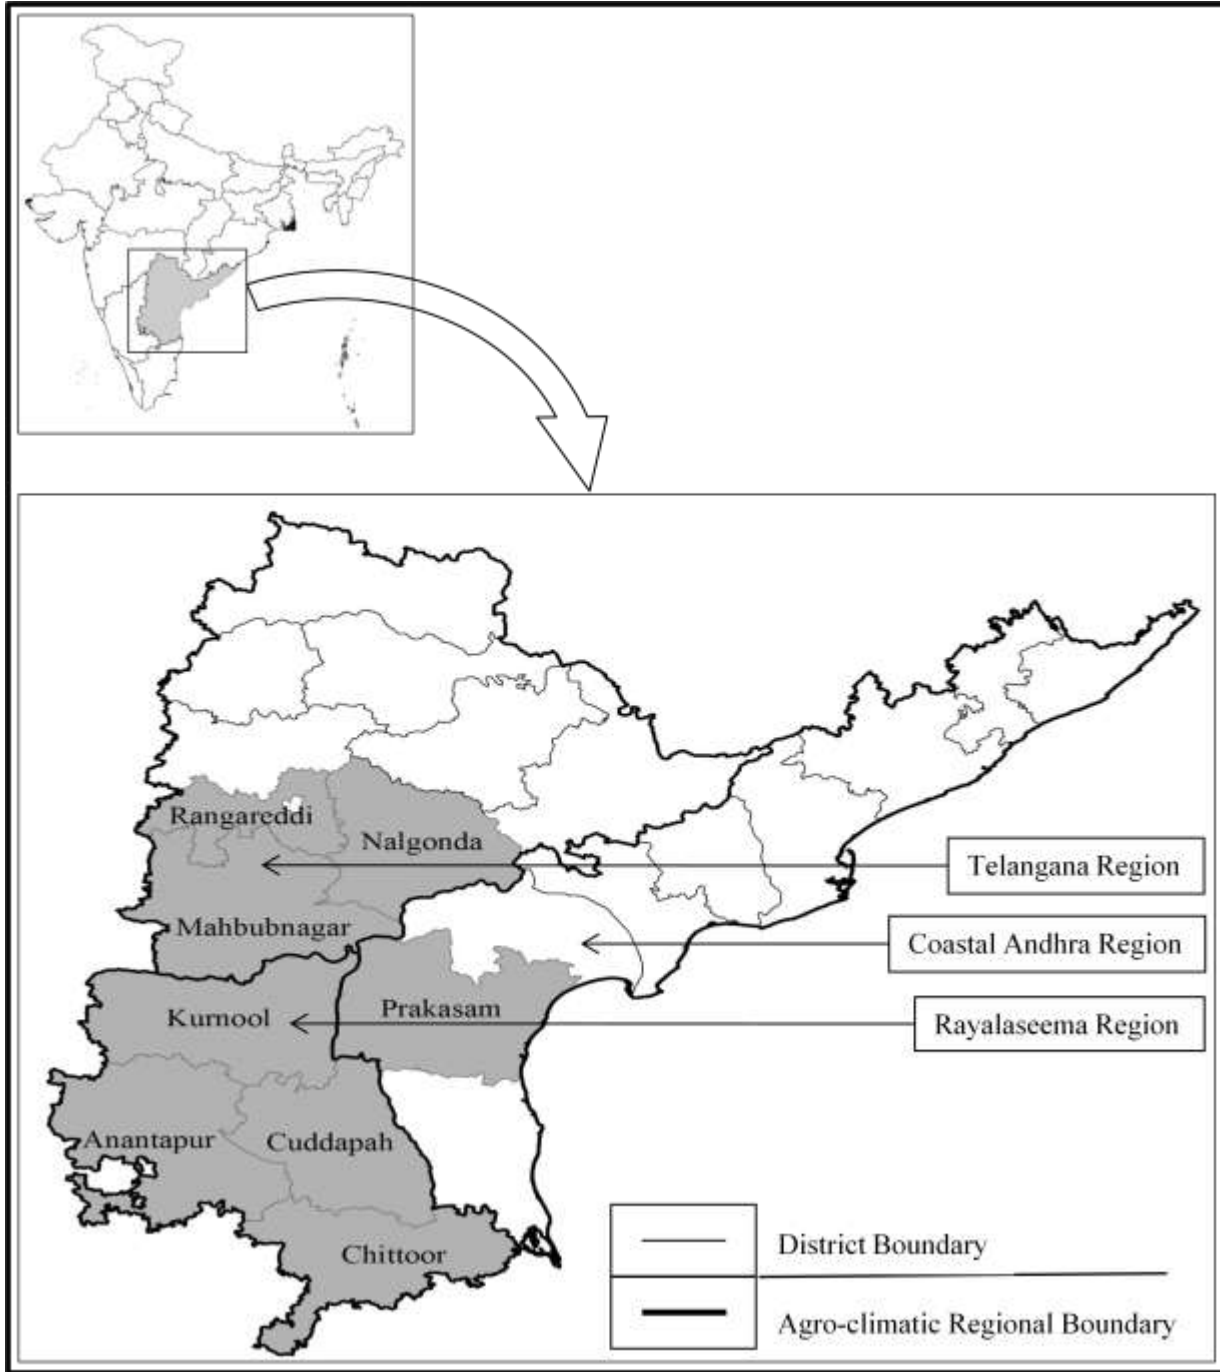 Rangareddi
Nalgonda
Telangana Region
Mahbubnagar
Coastal Andhra Region
Prakasam
Kurnool
Rayalaseema Region
Anantapur
Cuddapah
Chittoor
District Boundary
Agro-climatic Regional Boundary